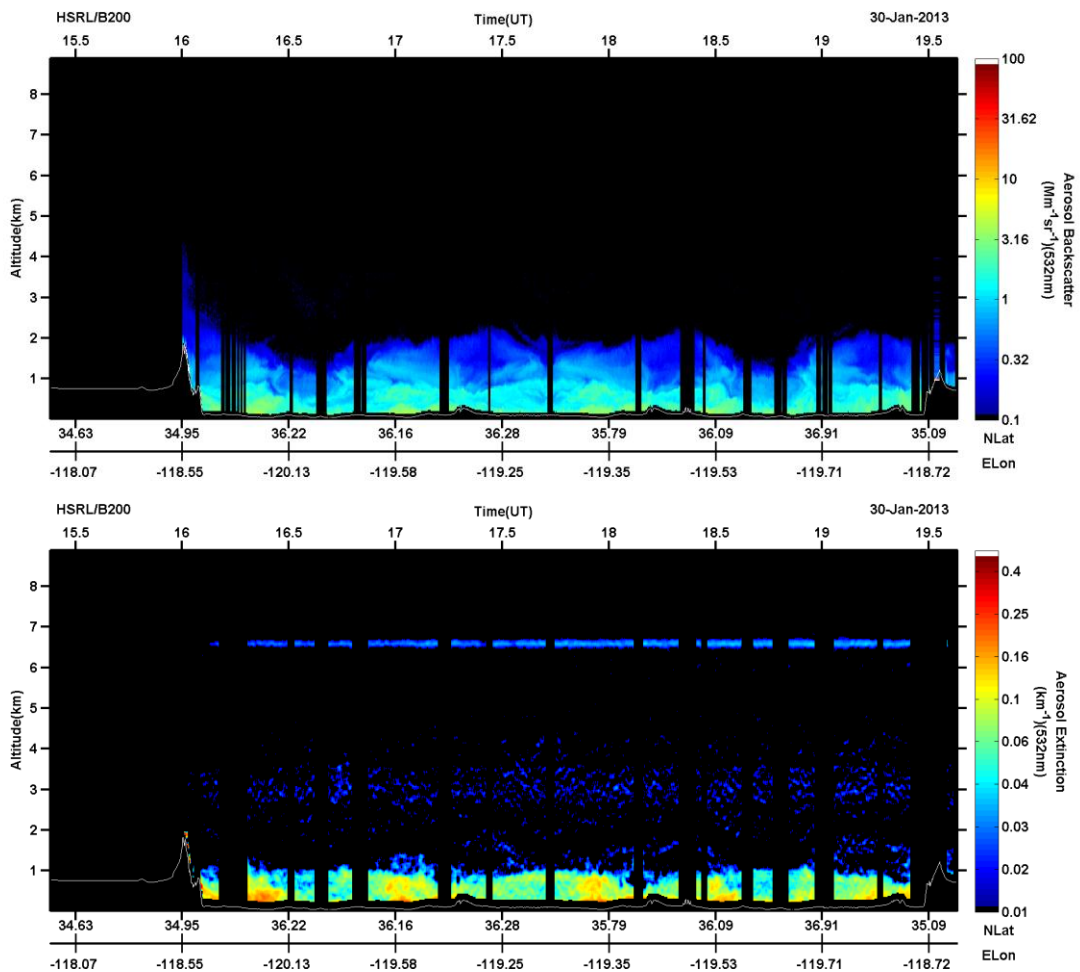 HSRL/B200 Time(UT) 30-Jan-2013
15.5 16 16.5 17 17.5 18 18.5 19 19.5
8
7
6
5
4
3
2
1
Altitude(km)
100
31.62
10
3.16
1
0.32
0.1
Aerosol Backscatter
(Mm⁻¹sr⁻¹)(532nm)
34.63 34.95 36.22 36.16 36.28 35.79 36.09 36.91 35.09 NLat
-118.07 -118.55 -120.13 -119.58 -119.25 -119.35 -119.53 -119.71 -118.72 ELon
HSRL/B200 Time(UT) 30-Jan-2013
15.5 16 16.5 17 17.5 18 18.5 19 19.5
8
7
6
5
4
3
2
1
Altitude(km)
0.4
0.25
0.16
0.1
0.06
0.04
0.03
0.02
0.01
Aerosol Extinction
(km⁻¹)(532nm)
34.63 34.95 36.22 36.16 36.28 35.79 36.09 36.91 35.09 NLat
-118.07 -118.55 -120.13 -119.58 -119.25 -119.35 -119.53 -119.71 -118.72 ELon